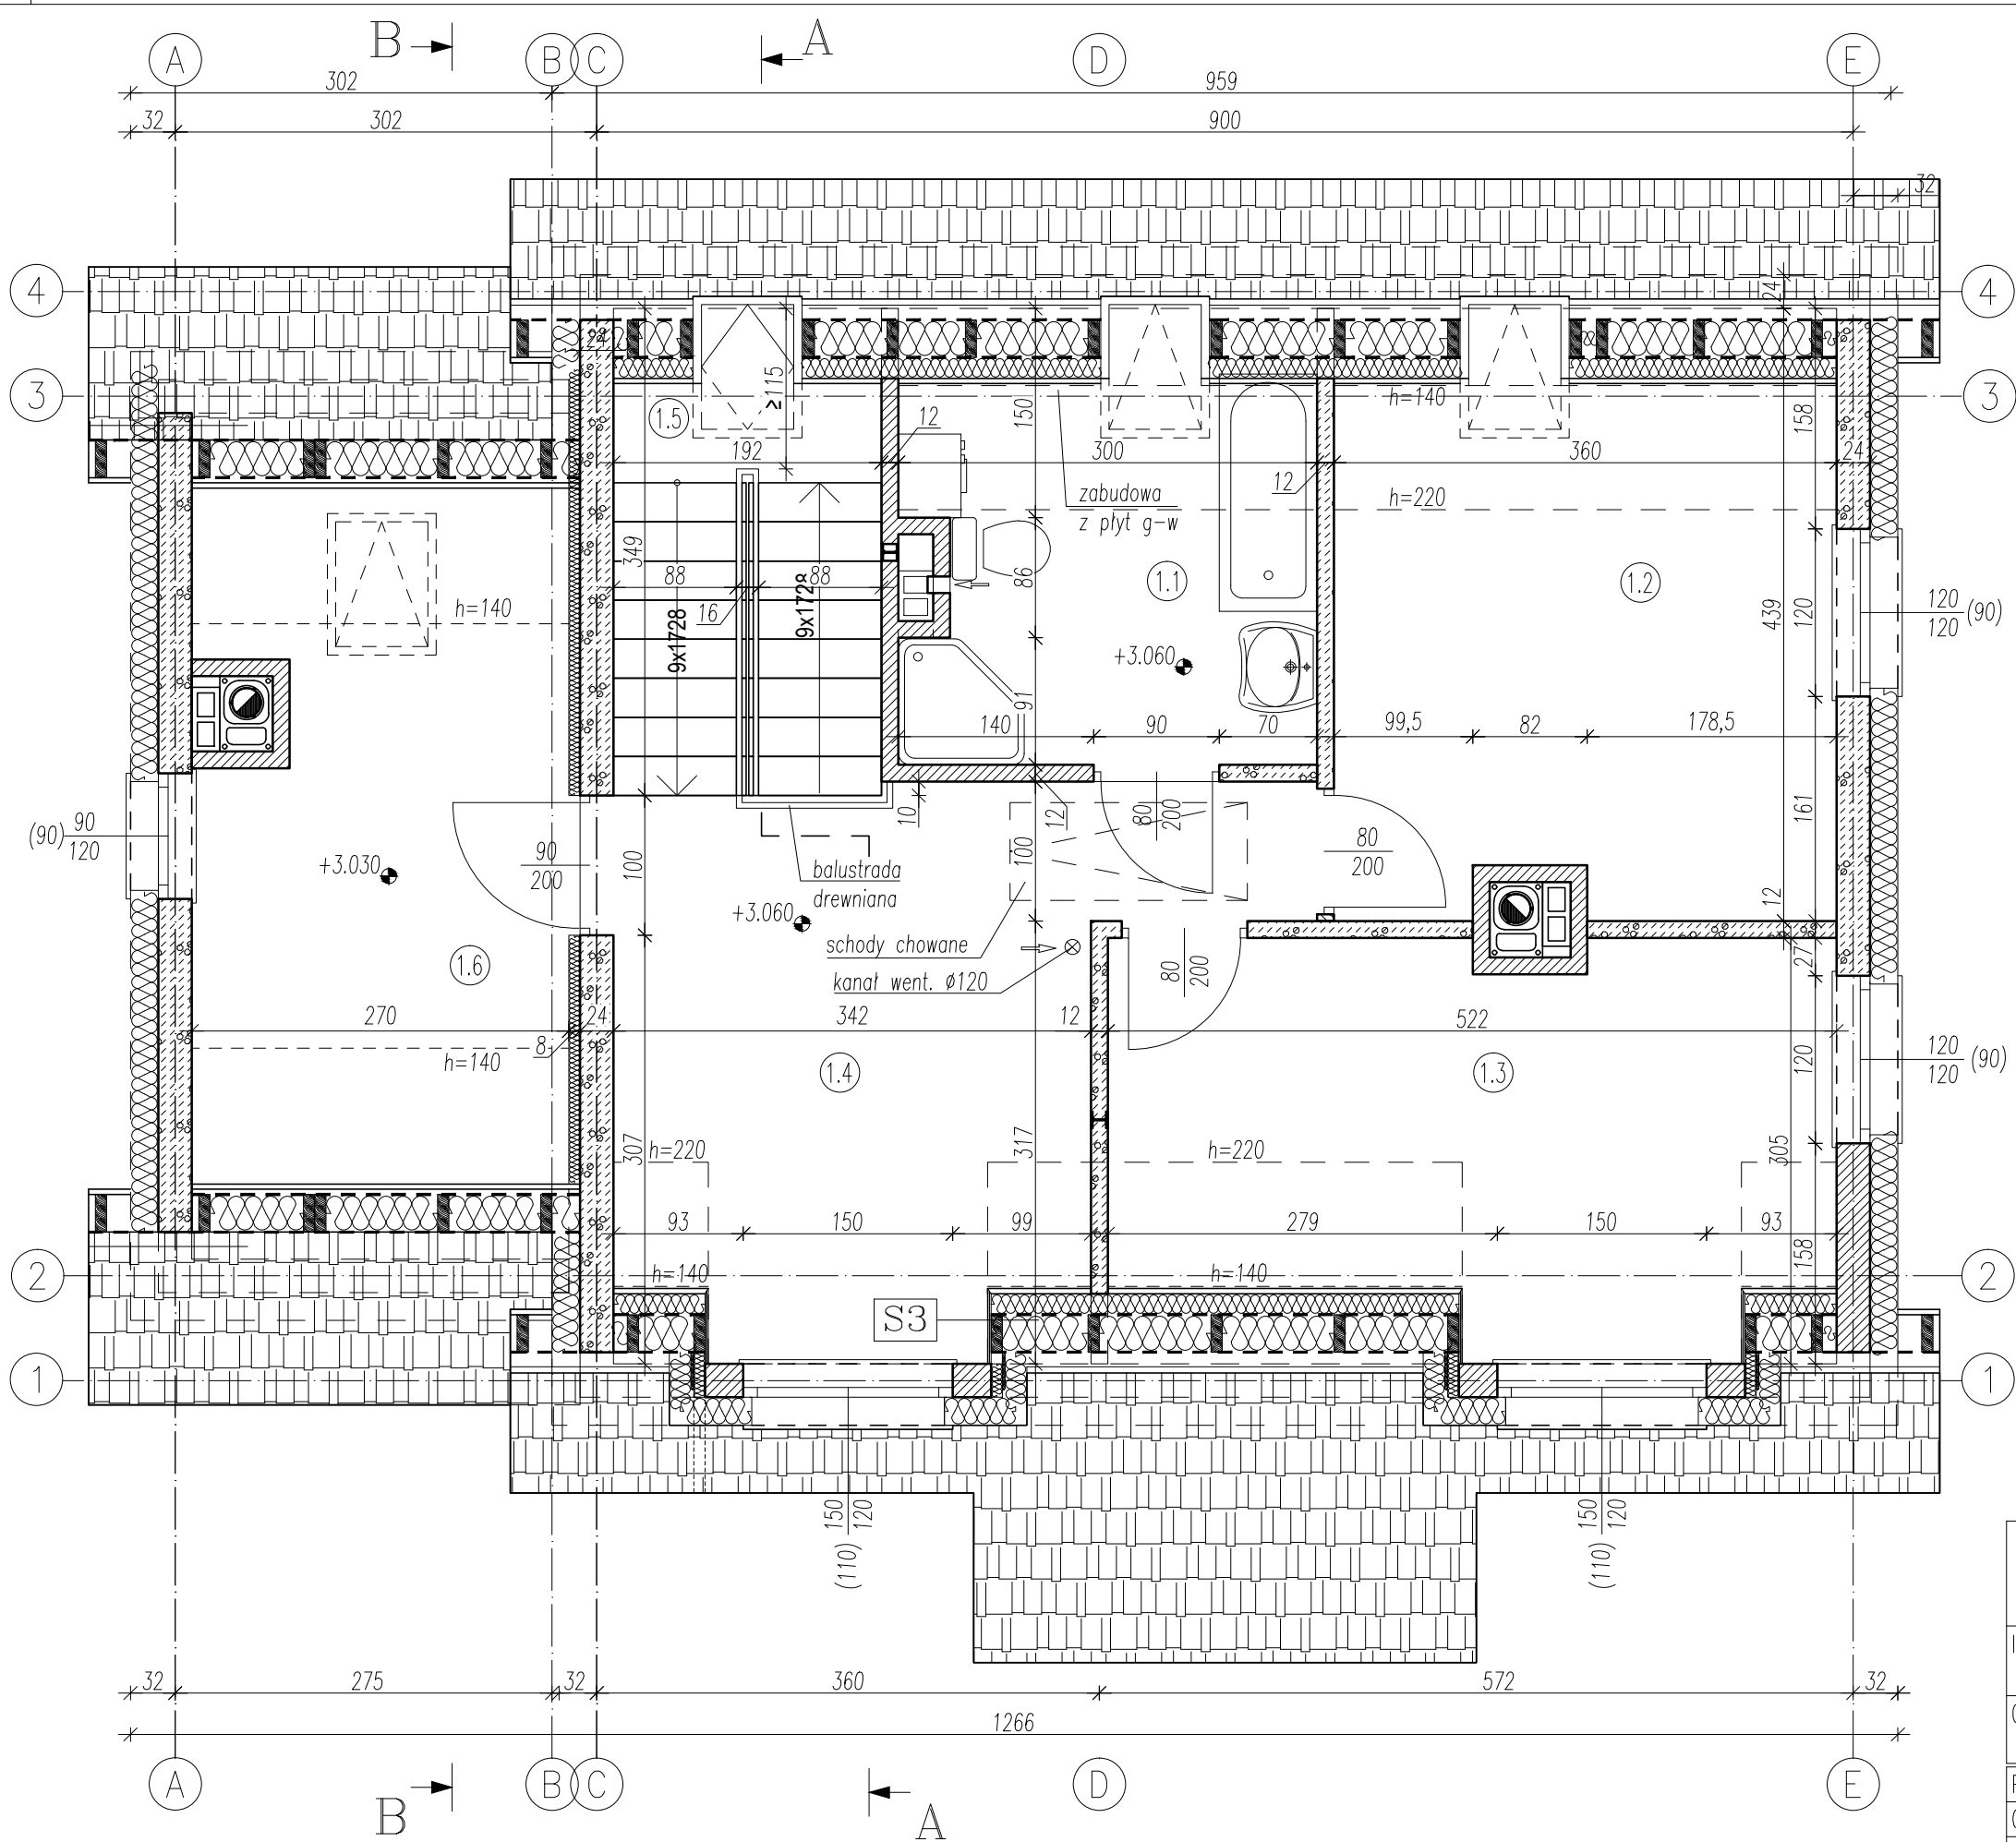 B A
A B C D E
302 959
32 302 900
32
4 24 4
3 ≥115 150 h=140 158 3
1.5
12
192 300 360 24
12
zabudowa
z płyt g-w
h=220
349
88 88
16
9x1728 9x1728
86
1.1 1.2
h=140
439 120
120
120 (90)
+3.060
91
140 90 70 99,5 82 178,5
161
10 12
80
200
80
200
(90) 90
120
90
200
100 100
+3.030
balustrada
drewniana
+3.060
12
schody chowane
kanał went. Ø120
80
200
27
1.6
270 24 342 12 522
8
h=140
1.4 1.3
120
120
120 (90)
307 h=220 317 h=220 305
93 150 99 279 150 93
158
2 h=140 h=140 2
S3
1 1
150
120
(110)
150
120
(110)
32 275 32 360 572 32
1266
A B C D E
B A